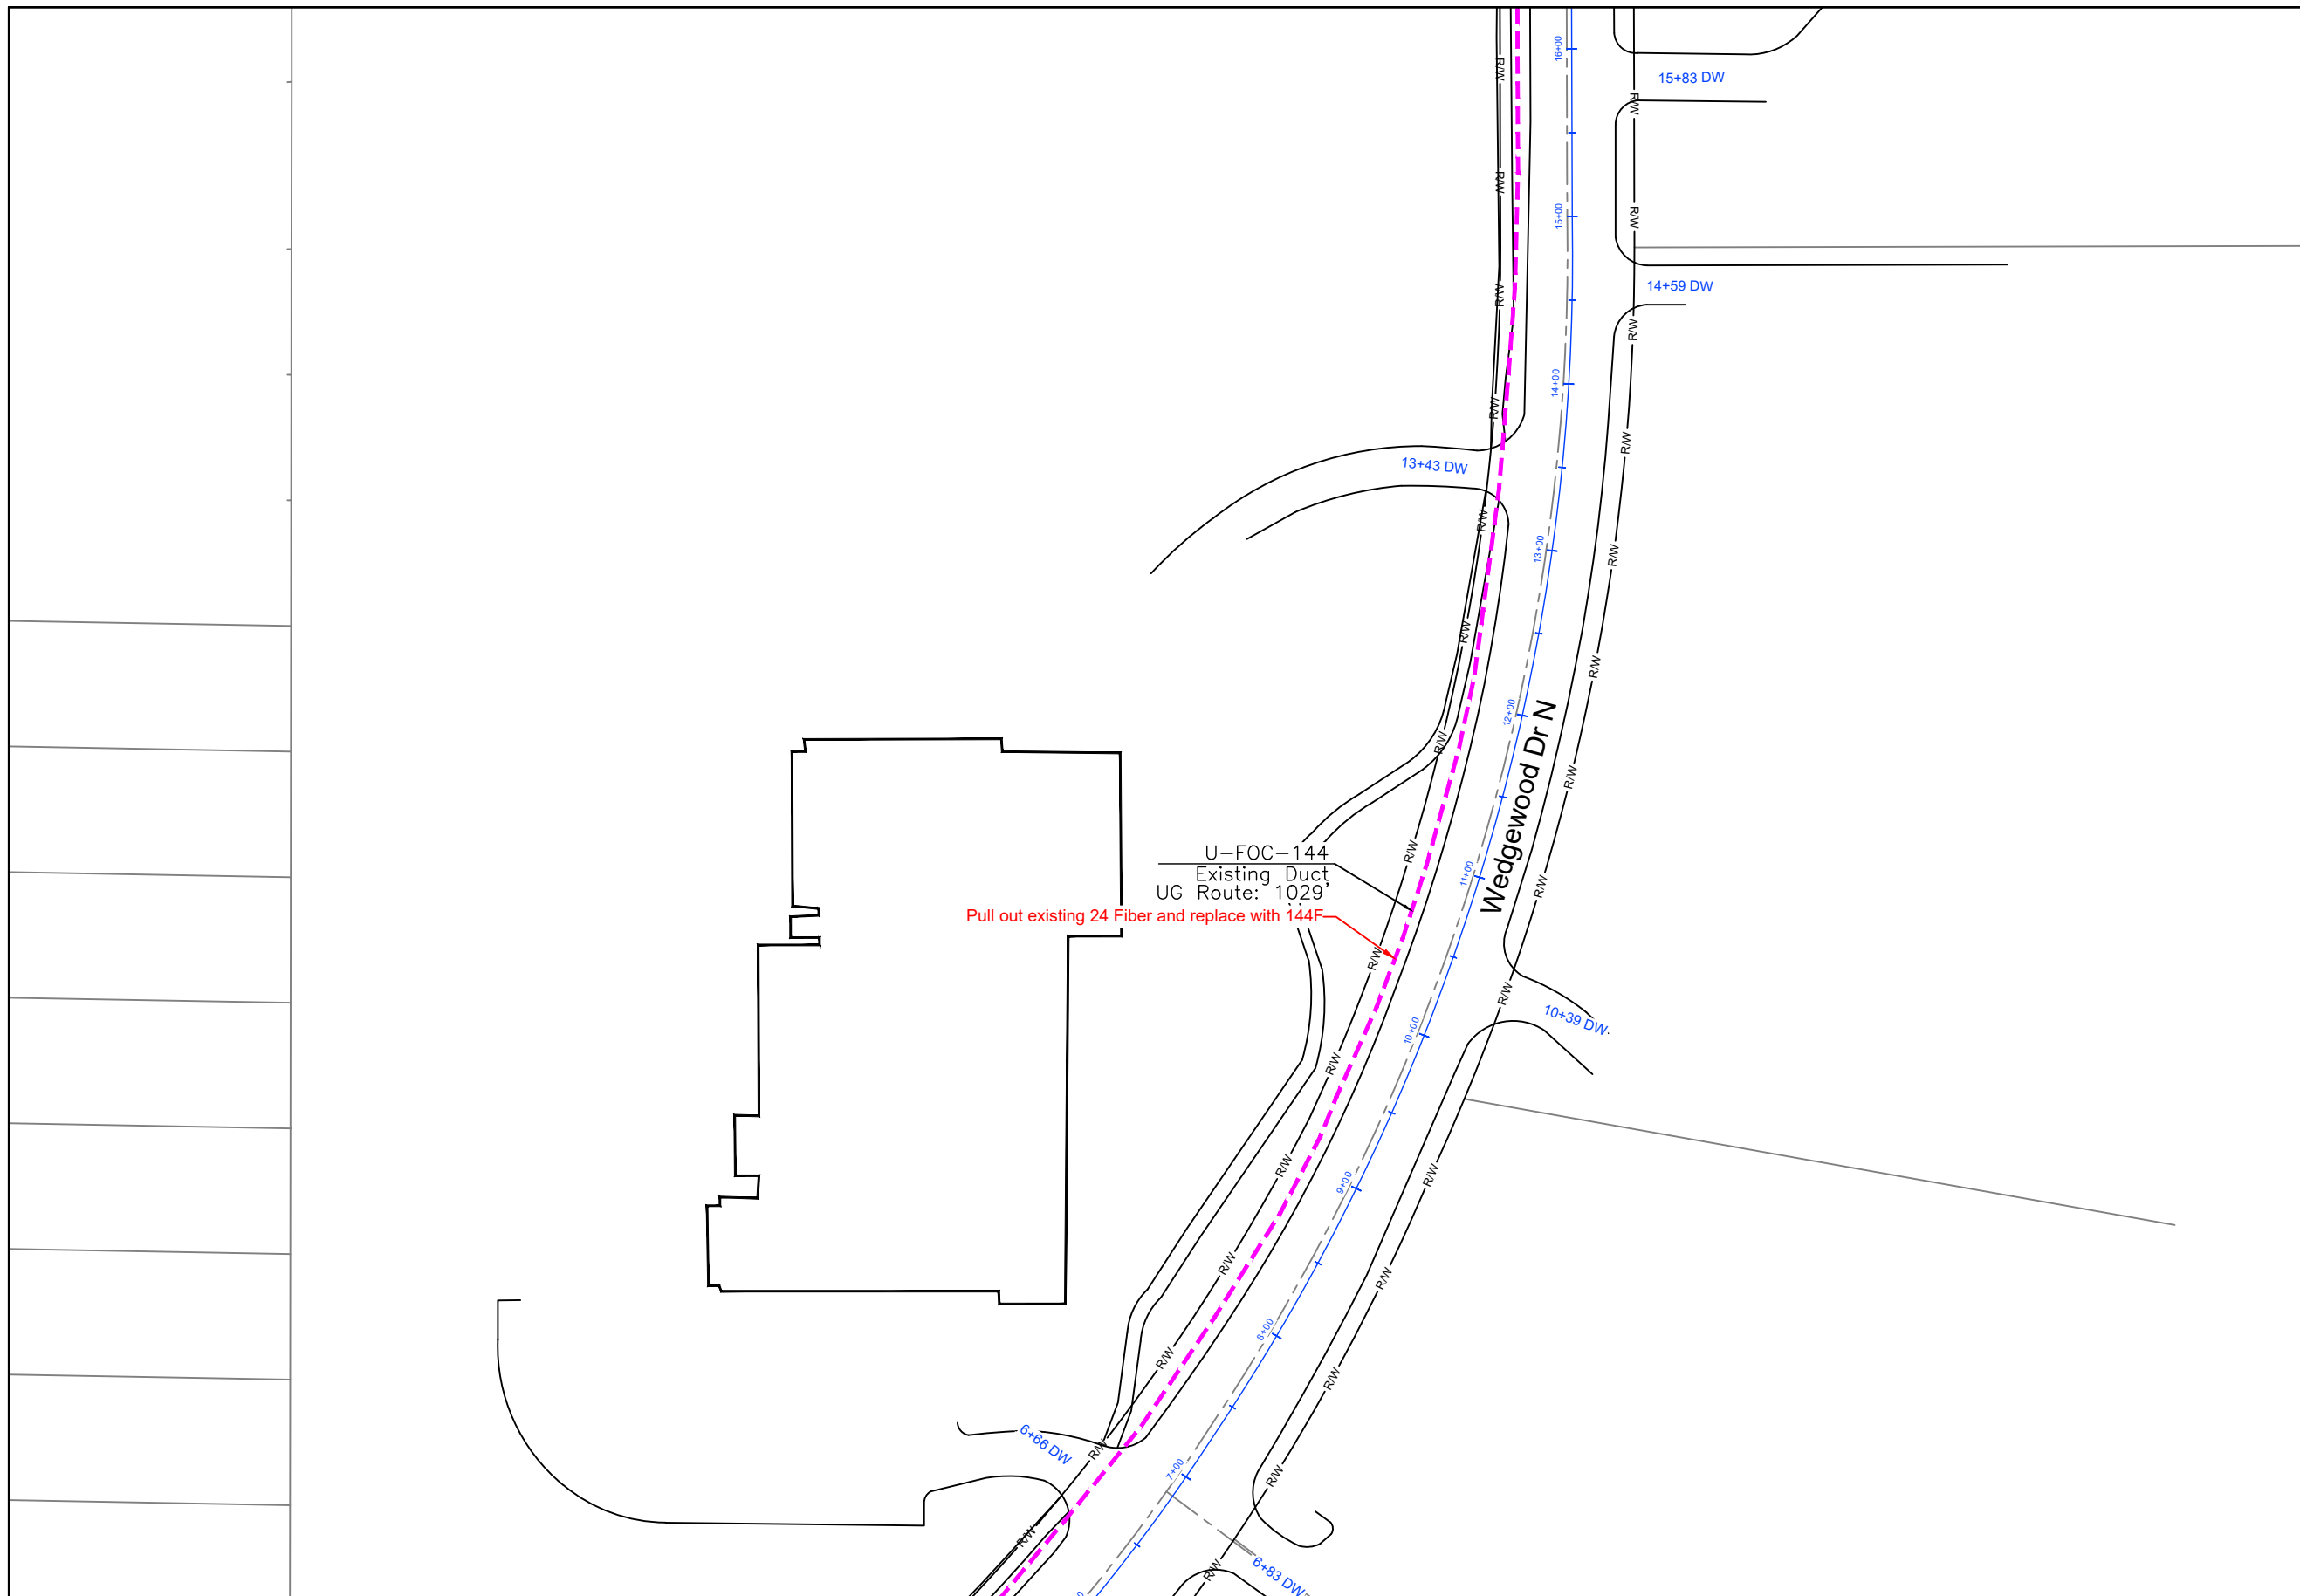 16+00
R/W
15+83 DW
R/W
R/W
15+00
R/W
14+59 DW
R/W
R/W
14+00
R/W
R/W
13+43 DW
R/W
13+00
R/W
R/W
R/W
12+00
R/W
R/W
Wedgewood Dr N
U-FOC-144
Existing Duct
UG Route: 1029'
Pull out existing 24 Fiber and replace with 144F
R/W
11+00
R/W
R/W
R/W
10+39 DW
10+00
R/W
R/W
9+00
R/W
R/W
R/W
8+00
R/W
R/W
6+66 DW
R/W
7+00
R/W
R/W
R/W
6+83 DW